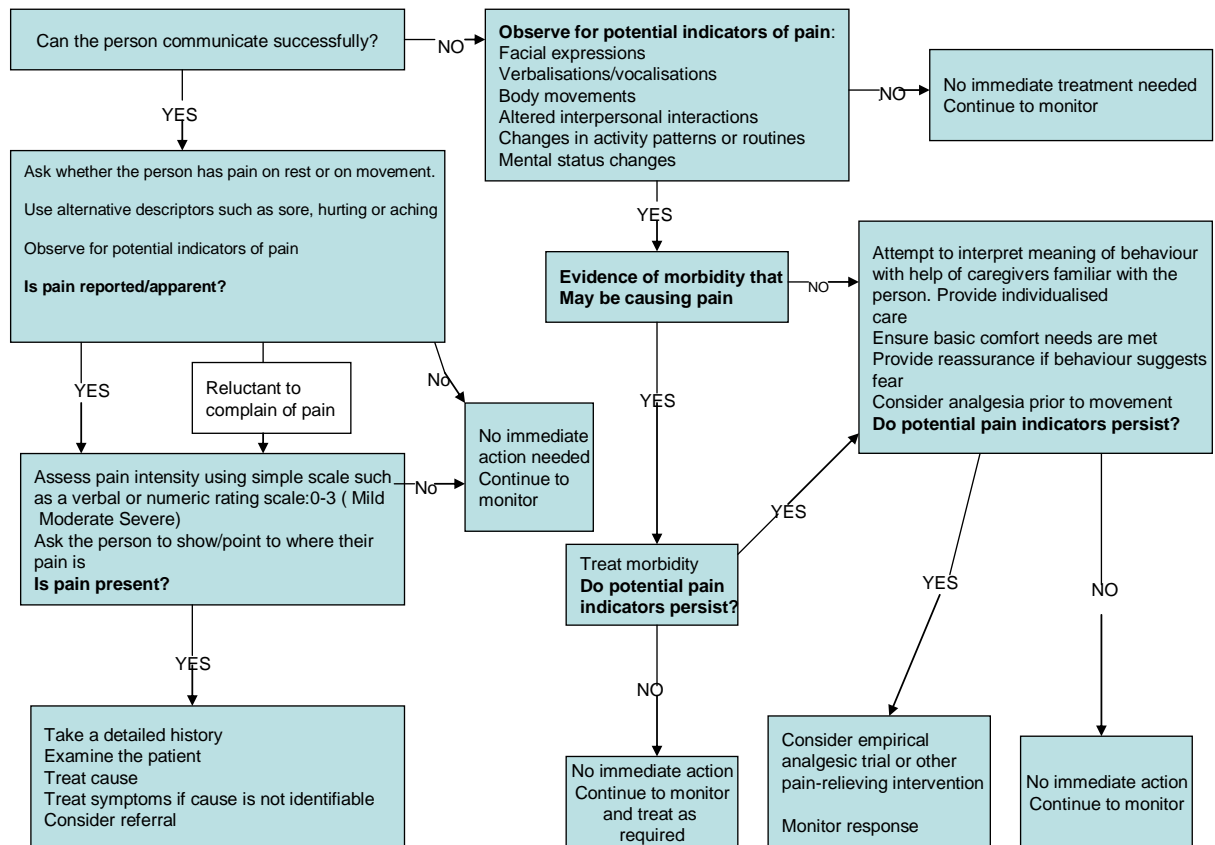 Can the person communicate successfully?
NO
Observe for potential indicators of pain:
Facial expressions
Verbalisations/vocalisations
Body movements
Altered interpersonal interactions
Changes in activity patterns or routines
Mental status changes
NO
No immediate treatment needed
Continue to monitor
YES
Ask whether the person has pain on rest or on movement.
Use alternative descriptors such as sore, hurting or aching
Observe for potential indicators of pain
Is pain reported/apparent?
YES
Evidence of morbidity that
May be causing pain
NO
Attempt to interpret meaning of behaviour
with help of caregivers familiar with the
person. Provide individualised
care
Ensure basic comfort needs are met
Provide reassurance if behaviour suggests
fear
Consider analgesia prior to movement
Do potential pain indicators persist?
YES
Reluctant to
complain of pain
No
No immediate
action needed
Continue to
monitor
YES
Assess pain intensity using simple scale such
as a verbal or numeric rating scale:0-3 ( Mild
Moderate Severe)
Ask the person to show/point to where their
pain is
Is pain present?
No
YES
Treat morbidity
Do potential pain
indicators persist?
YES
NO
YES
NO
Take a detailed history
Examine the patient
Treat cause
Treat symptoms if cause is not identifiable
Consider referral
No immediate action
Continue to monitor
and treat as
required
Consider empirical
analgesic trial or other
pain-relieving intervention
Monitor response
No immediate action
Continue to monitor